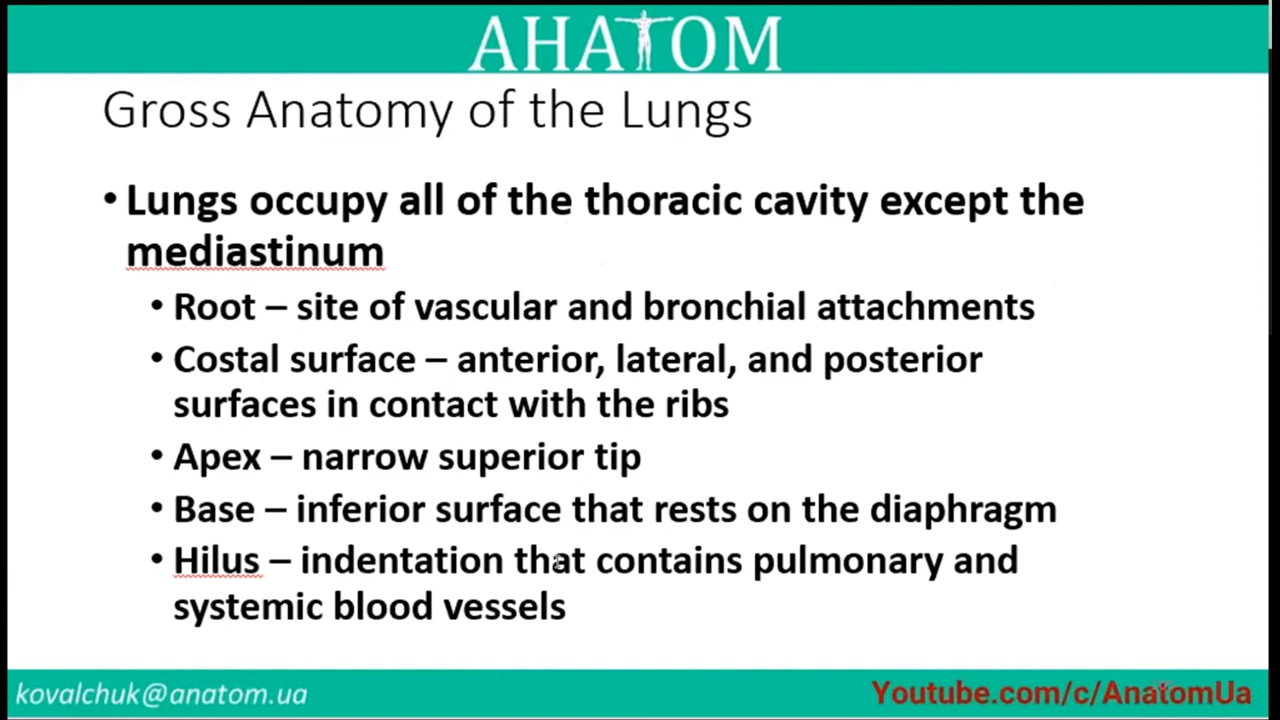 AHATOM
Gross Anatomy of the Lungs
• Lungs occupy all of the thoracic cavity except the
mediastinum
• Root – site of vascular and bronchial attachments
• Costal surface – anterior, lateral, and posterior
surfaces in contact with the ribs
• Apex – narrow superior tip
• Base – inferior surface that rests on the diaphragm
• Hilus – indentation that contains pulmonary and
systemic blood vessels
kovalchuk@anatom.ua
Youtube.com/c/AnatomUa